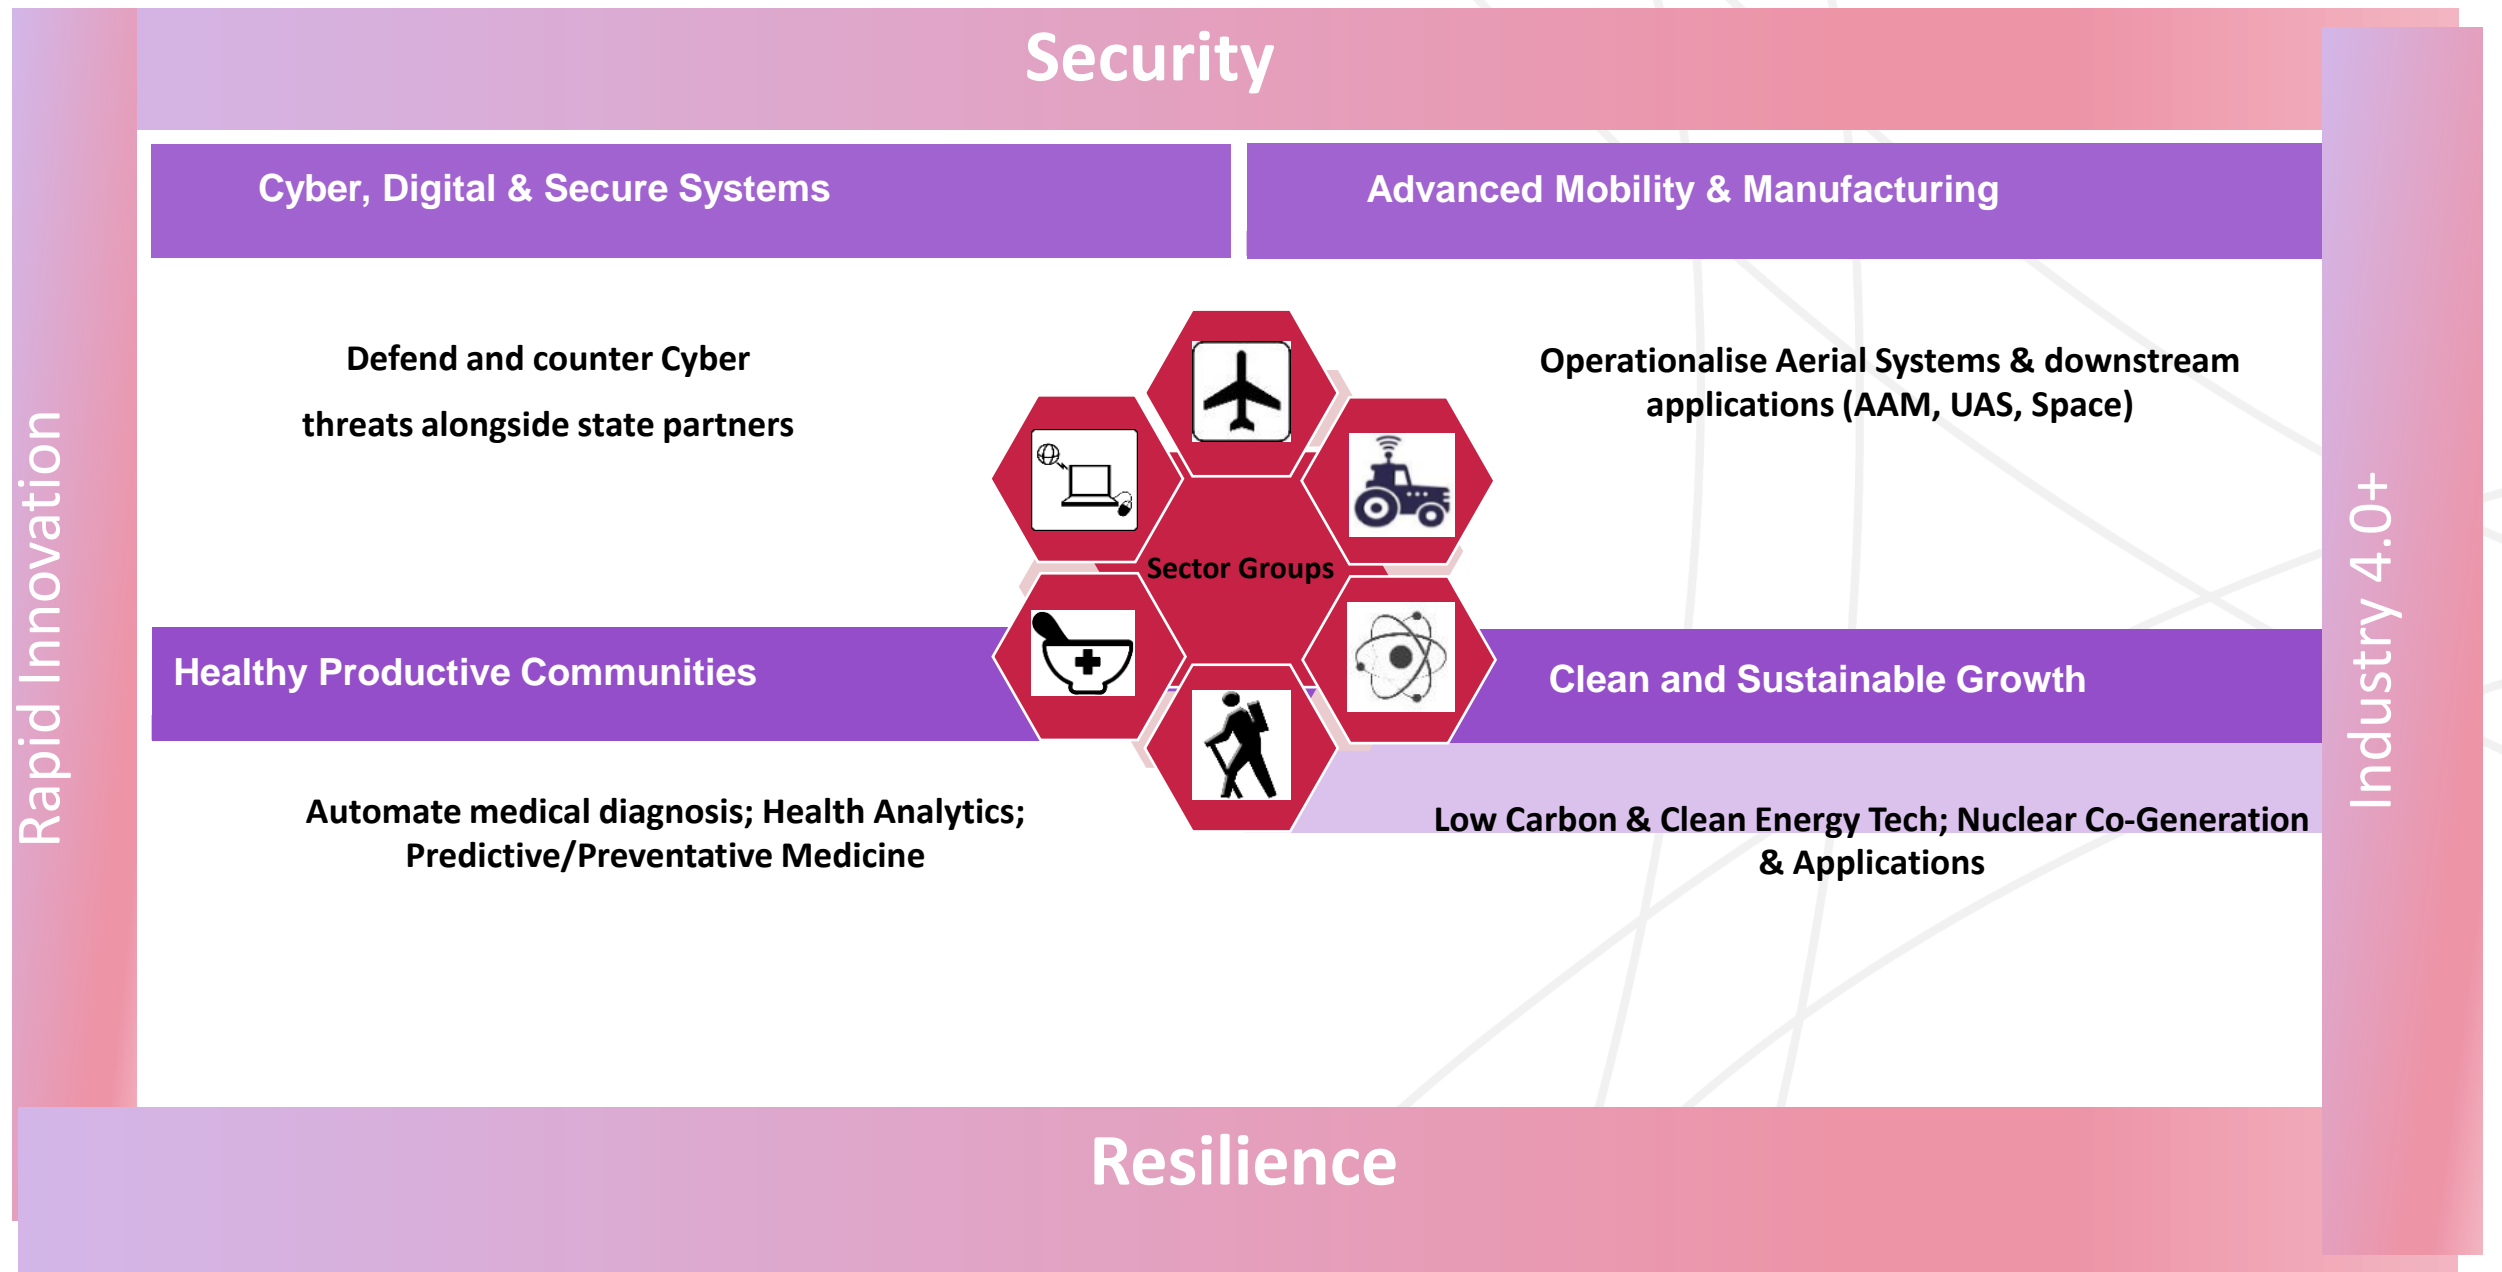 Security
Cyber, Digital & Secure Systems
Advanced Mobility & Manufacturing
Defend and counter Cyber
threats alongside state partners
Operationalise Aerial Systems & downstream
applications (AAM, UAS, Space)
Rapid Innovation
Sector Groups
Industry 4.0+
Healthy Productive Communities
Clean and Sustainable Growth
Automate medical diagnosis; Health Analytics;
Predictive/Preventative Medicine
Low Carbon & Clean Energy Tech; Nuclear Co-Generation
& Applications
Resilience